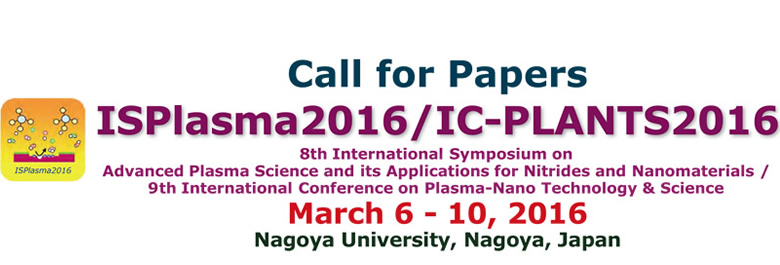 Call for Papers
ISPlasma2016/IC-PLANTS2016
8th International Symposium on
Advanced Plasma Science and its Applications for Nitrides and Nanomaterials /
9th International Conference on Plasma-Nano Technology & Science
March 6 - 10, 2016
Nagoya University, Nagoya, Japan
ISPlasma2016